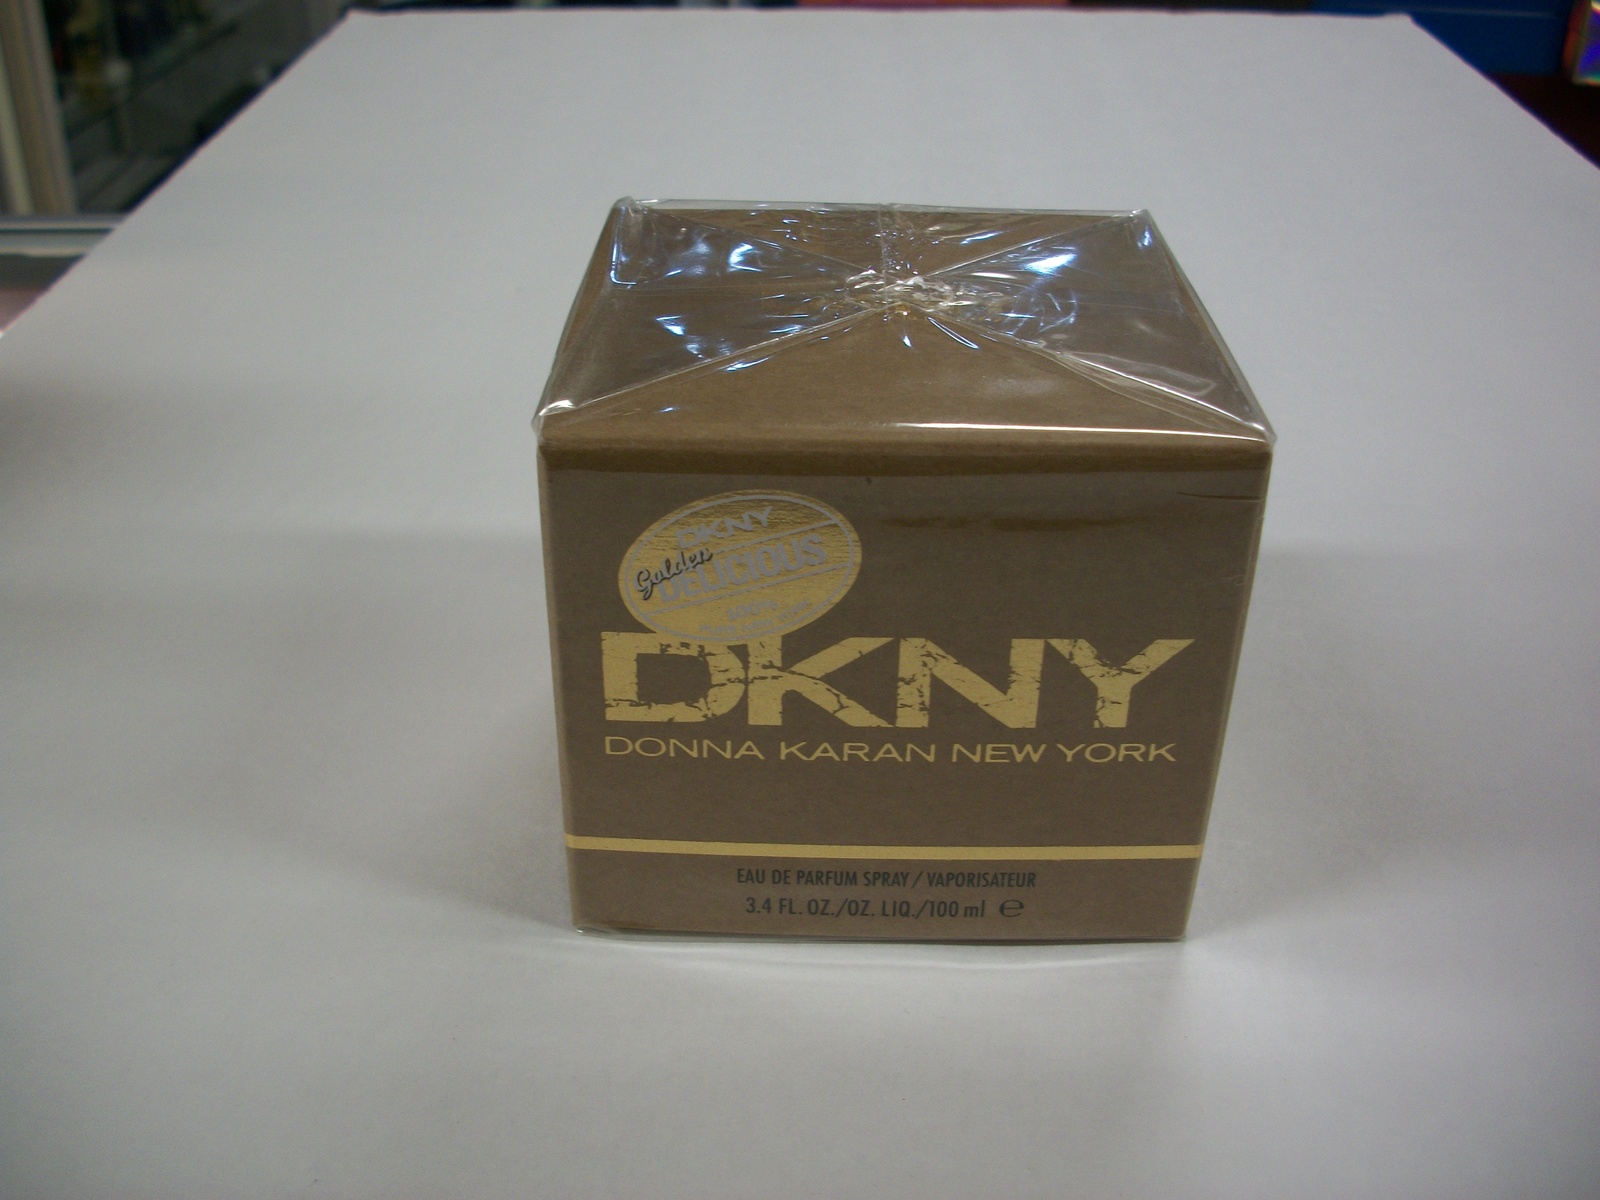 DKNY
Golden
DELICIOUS
DKNY
DONNA KARAN NEW YORK
EAU DE PARFUM SPRAY / VAPORISATEUR
3.4 FL. OZ./OZ. LIQ./100 ml ℮